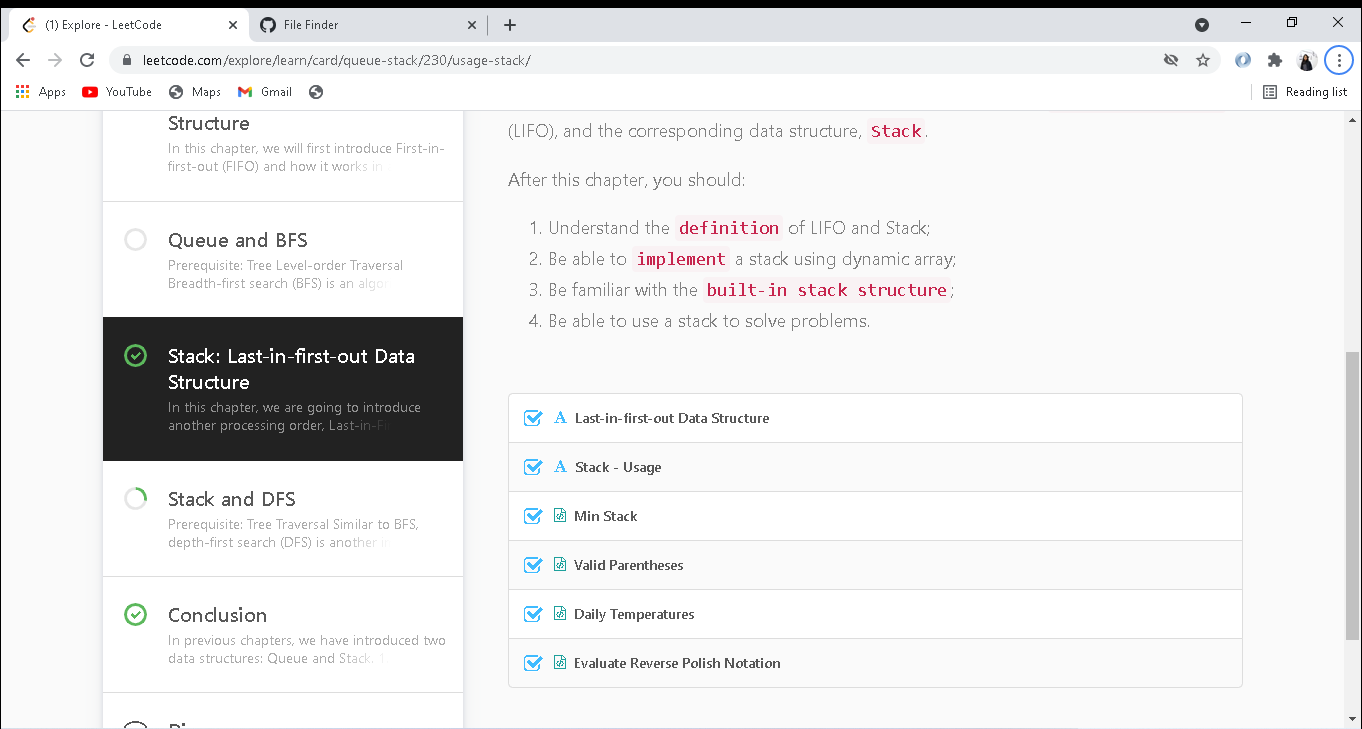 (1) Explore - LeetCode
File Finder
leetcode.com/explore/learn/card/queue-stack/230/usage-stack/
Apps
YouTube
Maps
Gmail
Reading list
Structure
In this chapter, we will first introduce First-in-
first-out (FIFO) and how it works in
Queue and BFS
Prerequisite: Tree Level-order Traversal
Breadth-first search (BFS) is an algor
Stack: Last-in-first-out Data
Structure
In this chapter, we are going to introduce
another processing order, Last-in-Fi
Stack and DFS
Prerequisite: Tree Traversal Similar to BFS,
depth-first search (DFS) is another
Conclusion
In previous chapters, we have introduced two
data structures: Queue and Stack.
(LIFO), and the corresponding data structure, Stack.
After this chapter, you should:
1. Understand the definition of LIFO and Stack;
2. Be able to implement a stack using dynamic array;
3. Be familiar with the built-in stack structure;
4. Be able to use a stack to solve problems.
A Last-in-first-out Data Structure
A Stack - Usage
Min Stack
Valid Parentheses
Daily Temperatures
Evaluate Reverse Polish Notation